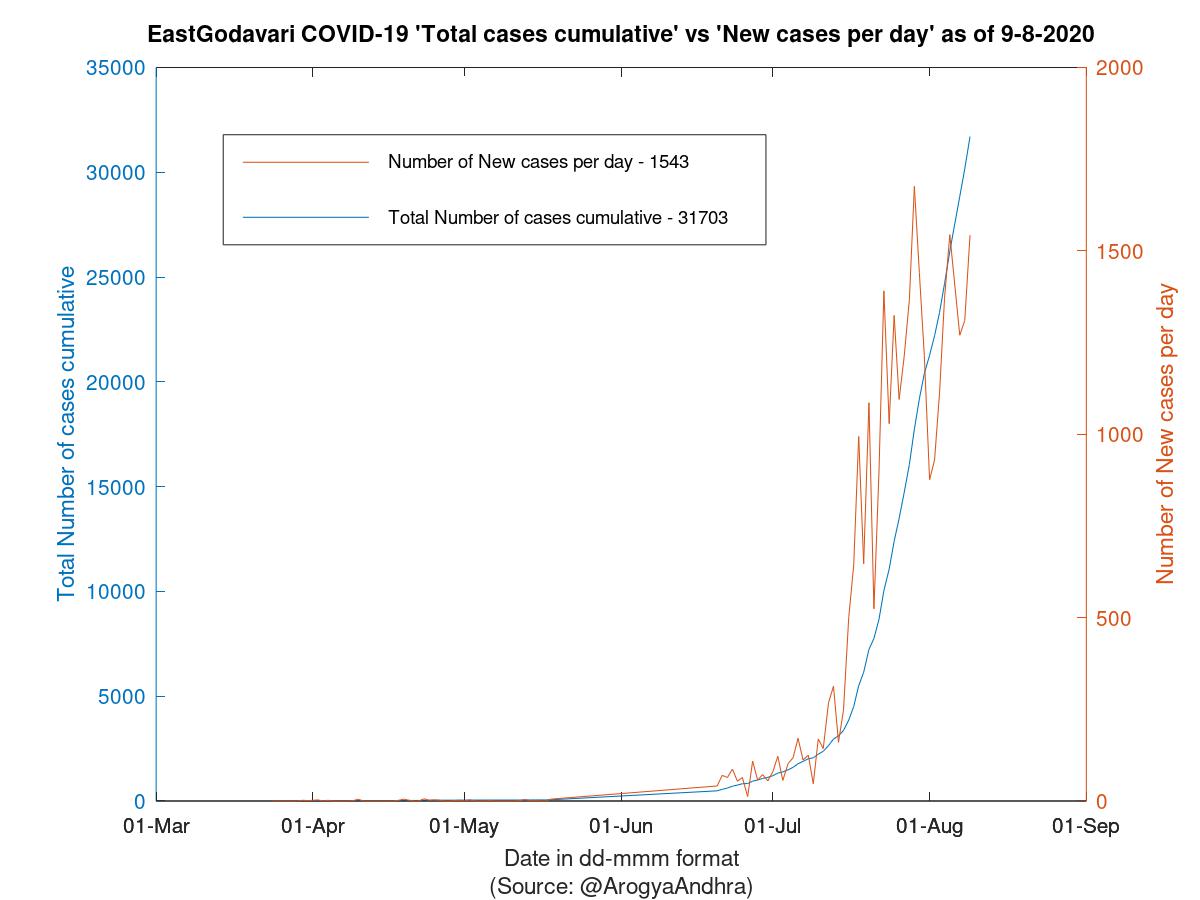 EastGodavari COVID-19 'Total cases cumulative' vs 'New cases per day' as of 9-8-2020
35000
30000
25000
20000
15000
10000
5000
0
Total Number of cases cumulative
Number of New cases per day - 1543
Total Number of cases cumulative - 31703
2000
1500
1000
500
0
Number of New cases per day
01-Mar 01-Apr 01-May 01-Jun 01-Jul 01-Aug 01-Sep
Date in dd-mmm format
(Source: @ArogyaAndhra)